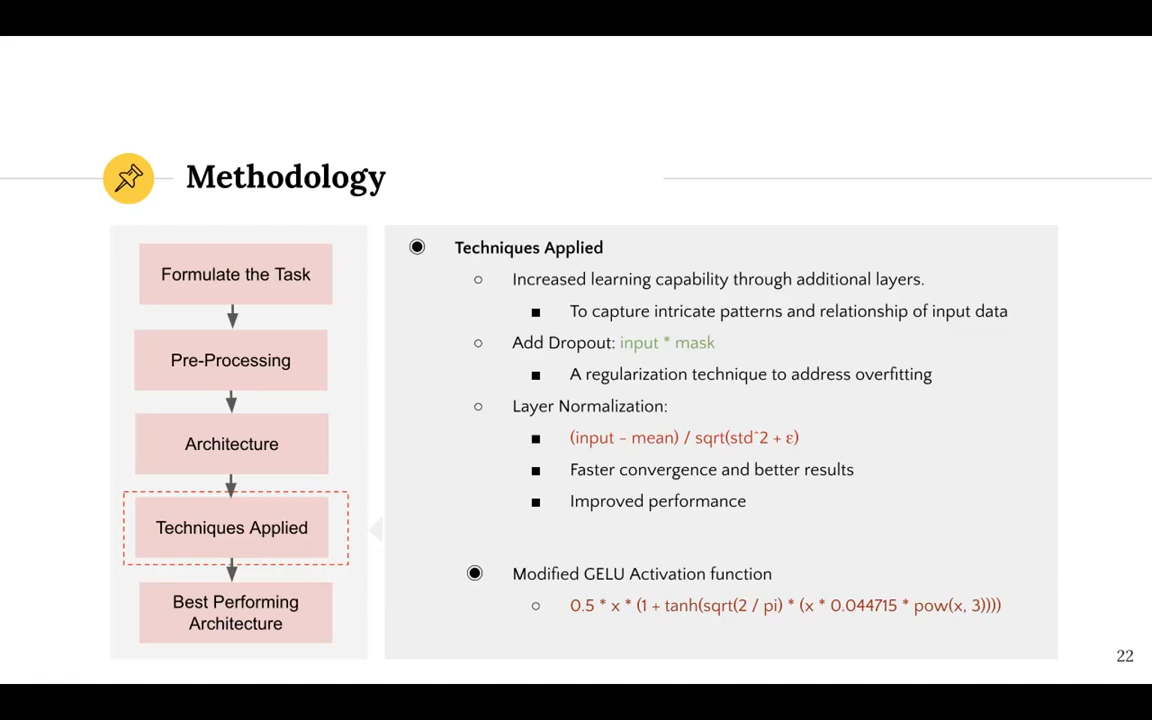 Methodology
Formulate the Task
Pre-Processing
Architecture
Techniques Applied
Best Performing
Architecture
Techniques Applied
Increased learning capability through additional layers.
To capture intricate patterns and relationship of input data
Add Dropout: input * mask
A regularization technique to address overfitting
Layer Normalization:
(input - mean) / sqrt(std^2 + ε)
Faster convergence and better results
Improved performance
Modified GELU Activation function
0.5 * x * (1 + tanh(sqrt(2 / pi) * (x * 0.044715 * pow(x, 3))))
22